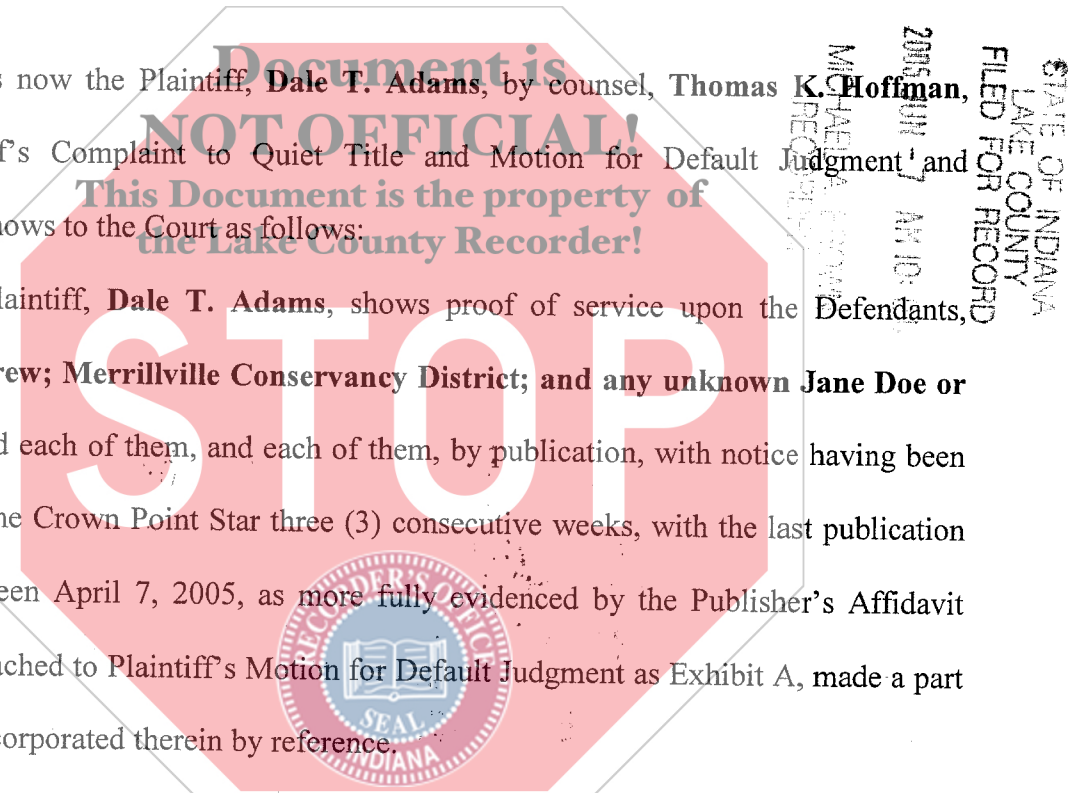 s now the Plaintiff, Dale T. Adams, by counsel, Thomas K. Hoffman,
f's Complaint to Quiet Title and Motion for Default Judgment and
nows to the Court as follows:
laintiff, Dale T. Adams, shows proof of service upon the Defendants,
rew; Merrillville Conservancy District; and any unknown Jane Doe or
d each of them, and each of them, by publication, with notice having been
ne Crown Point Star three (3) consecutive weeks, with the last publication
een April 7, 2005, as more fully evidenced by the Publisher's Affidavit
ached to Plaintiff's Motion for Default Judgment as Exhibit A, made a part
corporated therein by reference.
Document is
NOT OFFICIAL!
This Document is the property of
the Lake County Recorder!
STOP
RECORDER'S OFFICE
SEAL
INDIANA
STATE OF INDIANA
LAKE COUNTY
FILED FOR RECORD
2005 JUN
AM 10: